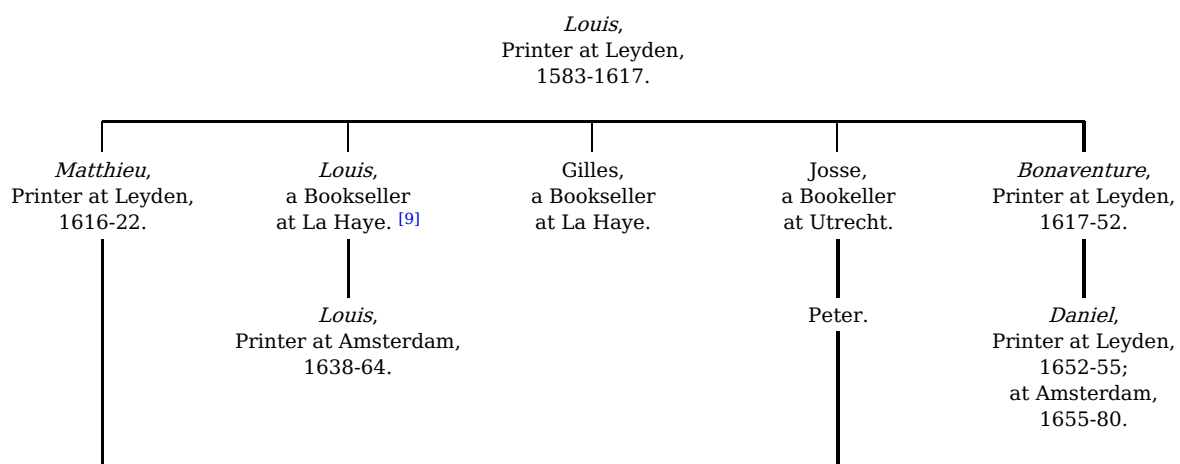 Louis,
Printer at Leyden,
1583-1617.
Matthieu,
Printer at Leyden,
1616-22.
Louis,
a Bookseller
at La Haye. [9]
Gilles,
a Bookseller
at La Haye.
Josse,
a Bookeller
at Utrecht.
Bonaventure,
Printer at Leyden,
1617-52.
Louis,
Printer at Amsterdam,
1638-64.
Peter.
Daniel,
Printer at Leyden,
1652-55;
at Amsterdam,
1655-80.